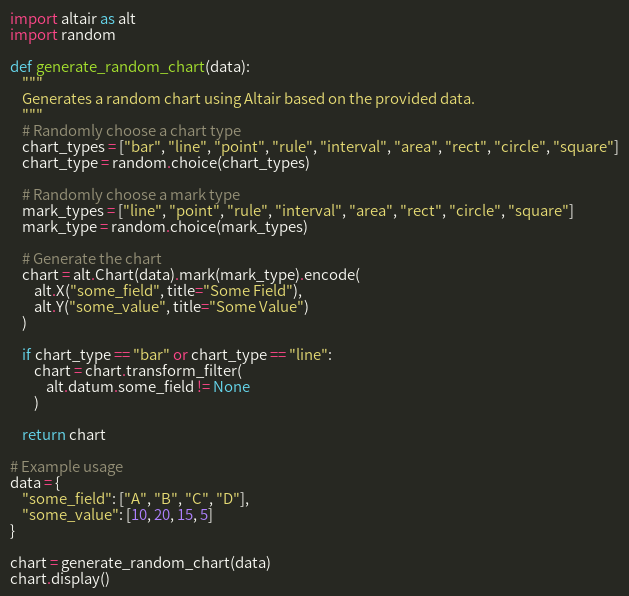 import altair as alt
import random

def generate_random_chart(data):
    """
    Generates a random chart using Altair based on the provided data.
    """
    # Randomly choose a chart type
    chart_types = ["bar", "line", "point", "rule", "interval", "area", "rect", "circle", "square"]
    chart_type = random.choice(chart_types)

    # Randomly choose a mark type
    mark_types = ["line", "point", "rule", "interval", "area", "rect", "circle", "square"]
    mark_type = random.choice(mark_types)

    # Generate the chart
    chart = alt.Chart(data).mark(mark_type).encode(
        alt.X("some_field", title="Some Field"),
        alt.Y("some_value", title="Some Value")
    )

    if chart_type == "bar" or chart_type == "line":
        chart = chart.transform_filter(
            alt.datum.some_field != None
        )

    return chart

# Example usage
data = {
    "some_field": ["A", "B", "C", "D"],
    "some_value": [10, 20, 15, 5]
}

chart = generate_random_chart(data)
chart.display()